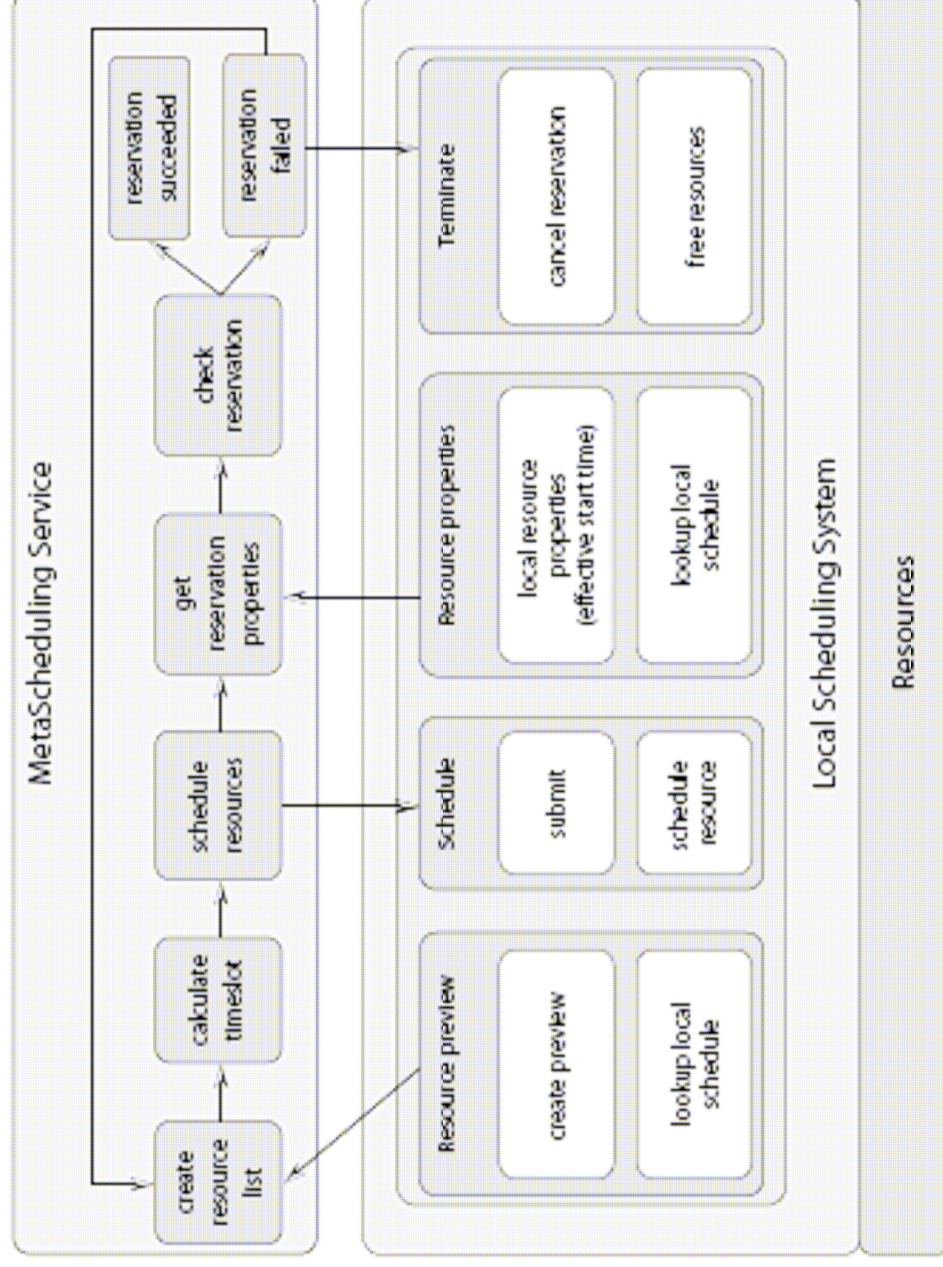 MetaScheduling Service
create
resource
list
calculate
timeslot
schedule
resources
get
reservation
properties
check
reservation
reservation
succeeded
reservation
failed
Resource preview
create preview
lookup local
schedule
Schedule
submit
schedule
resource
Resource properties
local resource
properties
(effective start time)
lookup local
schedule
Terminate
cancel reservation
free resources
Local Scheduling System
Resources